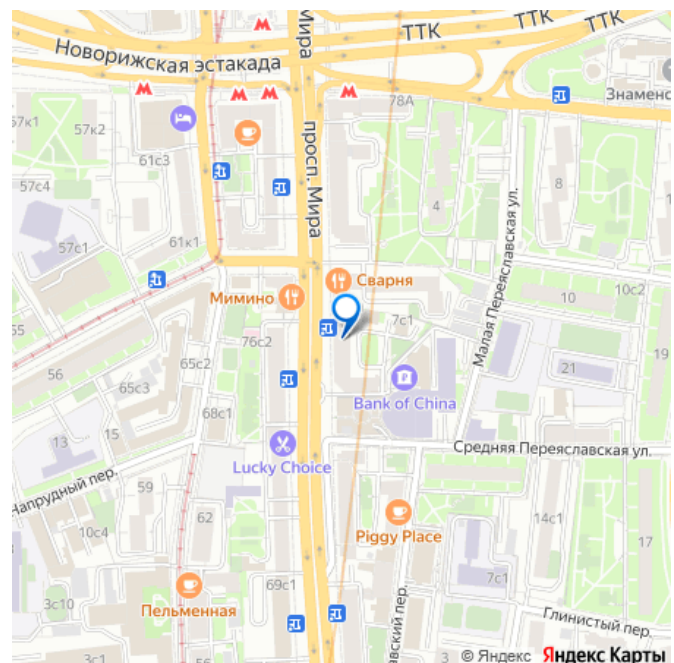 ТТК
ТТК
Новорижская эстакада
Мира
просп. Мира
78А
Знаменс
57к1
57к2
61с3
57с4
57с1
61к1
4
8
Малая Переяславская ул.
Сварня
Мимино
10
10с2
55
76с2
7с1
19
56
65с2
65с3
21
Bank of China
68с1
13
15
Lucky Choice
Средняя Переяславская ул.
Напрудный пер.
59
62
Piggy Place
14с1
17
10с4
69с1
7с1
Пельменная
3с10
авский пер.
Глинистый пер.
3с1
© Яндекс Яндекс Карты